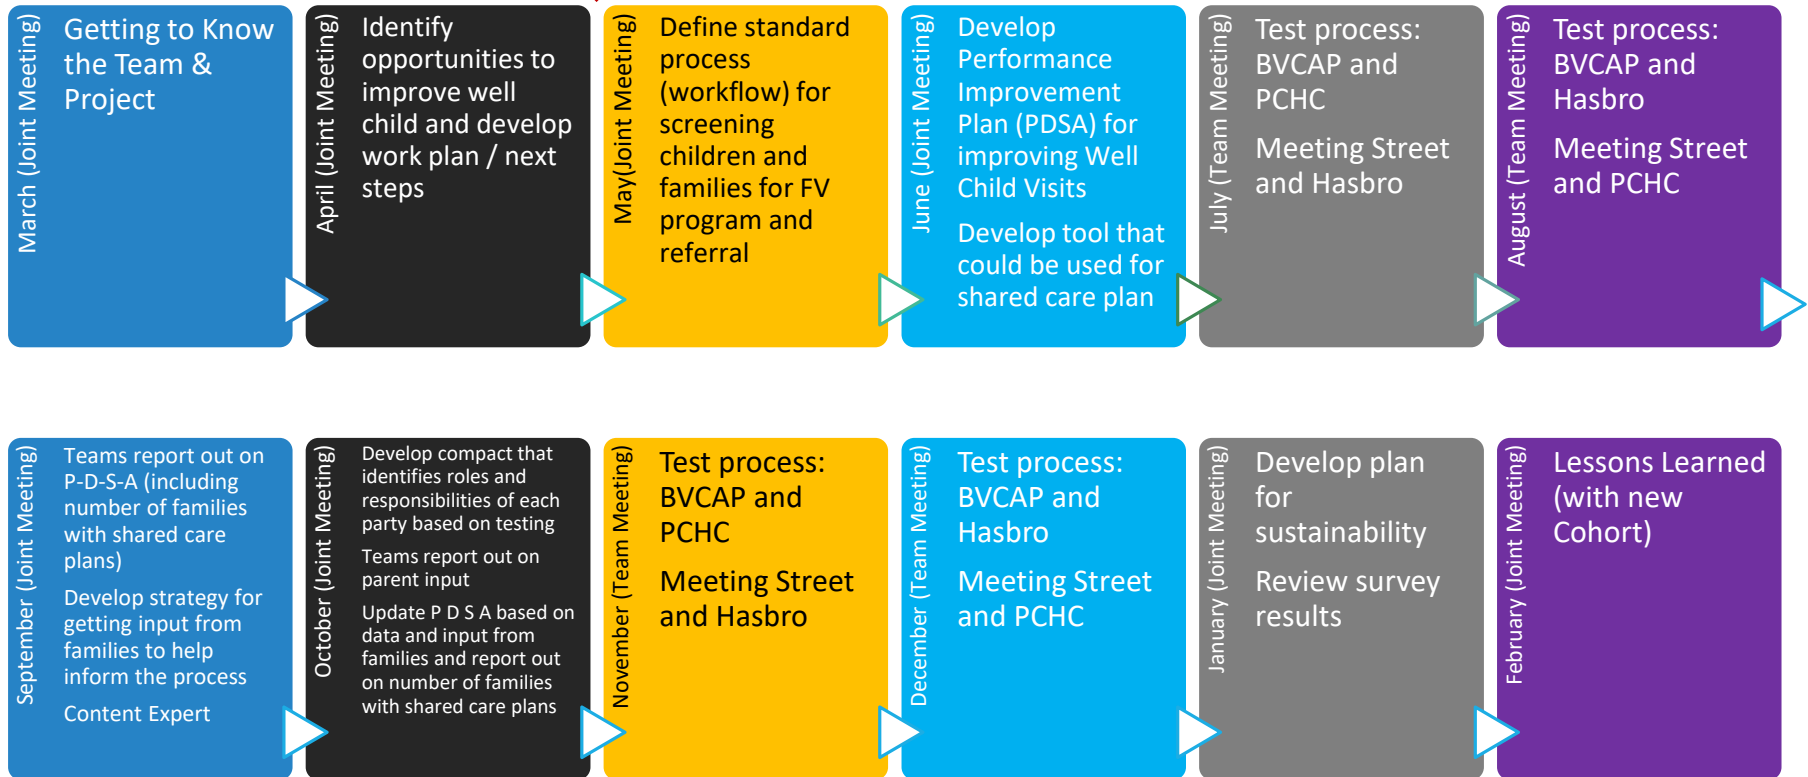 March (Joint Meeting)
Getting to Know
the Team &
Project
April (Joint Meeting)
Identify
opportunities to
improve well
child and develop
work plan / next
steps
May(Joint Meeting)
Define standard
process
(workflow) for
screening
children and
families for FV
program and
referral
June (Joint Meeting)
Develop
Performance
Improvement
Plan (PDSA) for
improving Well
Child Visits
Develop tool that
could be used for
shared care plan
July (Team Meeting)
Test process:
BVCAP and
PCHC
Meeting Street
and Hasbro
August (Team Meeting)
Test process:
BVCAP and
Hasbro
Meeting Street
and PCHC
September (Joint Meeting)
Teams report out on
P-D-S-A (including
number of families
with shared care
plans)
Develop strategy for
getting input from
families to help
inform the process
Content Expert
October (Joint Meeting)
Develop compact that
identifies roles and
responsibilities of each
party based on testing
Teams report out on
parent input
Update P D S A based on
data and input from
families and report out
on number of families
with shared care plans
November (Team Meeting)
Test process:
BVCAP and
PCHC
Meeting Street
and Hasbro
December (Team Meeting)
Test process:
BVCAP and
Hasbro
Meeting Street
and PCHC
January (Joint Meeting)
Develop plan
for
sustainability
Review survey
results
February (Joint Meeting)
Lessons Learned
(with new
Cohort)